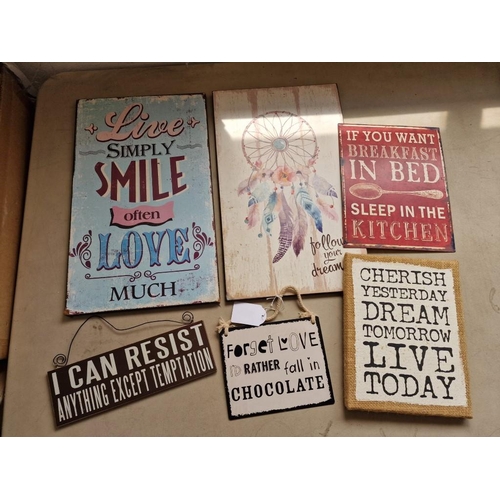 Live
SIMPLY
SMILE
often
LOVE
MUCH
follow
your
dreams
IF YOU WANT
BREAKFAST
IN BED
SLEEP IN THE
KITCHEN
I CAN RESIST
ANYTHING EXCEPT TEMPTATION
Forget LOVE
I'D RATHER fall in
CHOCOLATE
CHERISH
YESTERDAY
DREAM
TOMORROW
LIVE
TODAY